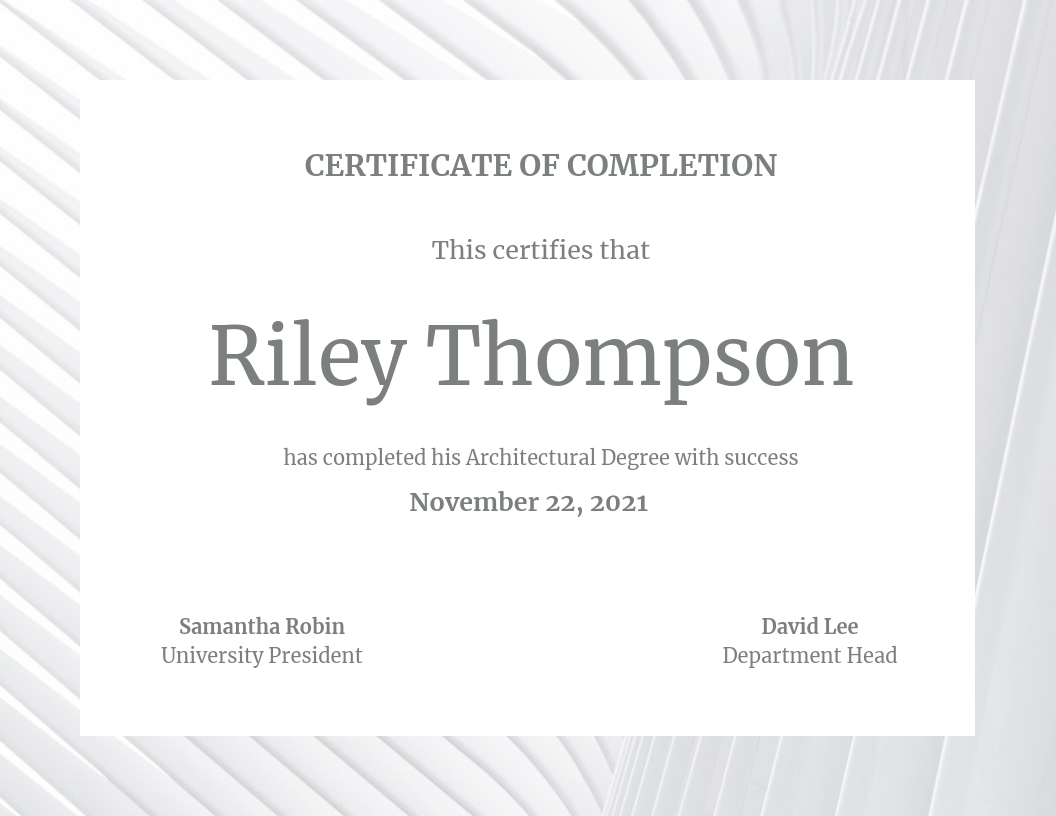 CERTIFICATE OF COMPLETION
This certifies that
Riley Thompson
has completed his Architectural Degree with success
November 22, 2021
Samantha Robin
University President
David Lee
Department Head